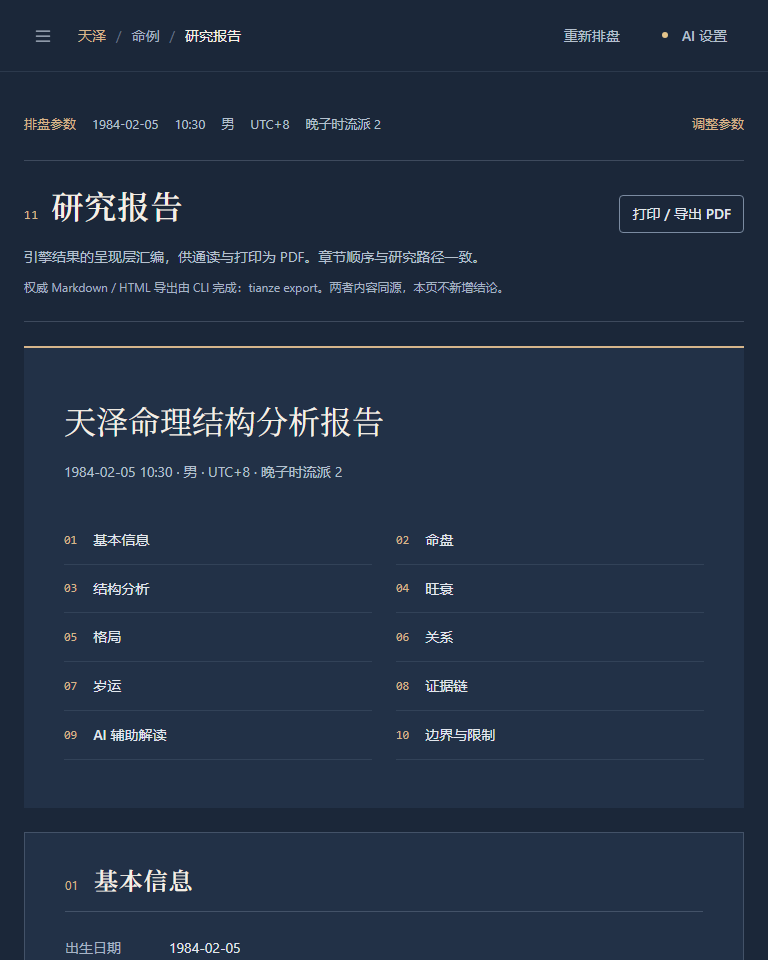 天泽 / 命例 / 研究报告 重新排盘 AI 设置
排盘参数 1984-02-05 10:30 男 UTC+8 晚子时流派 2 调整参数
11 研究报告 打印 / 导出 PDF
引擎结果的呈现层汇编，供通读与打印为 PDF。章节顺序与研究路径一致。
权威 Markdown / HTML 导出由 CLI 完成：tianze export。两者内容同源，本页不新增结论。
天泽命理结构分析报告
1984-02-05 10:30 · 男 · UTC+8 · 晚子时流派 2
01 基本信息 02 命盘
03 结构分析 04 旺衰
05 格局 06 关系
07 岁运 08 证据链
09 AI 辅助解读 10 边界与限制
01 基本信息
出生日期 1984-02-05